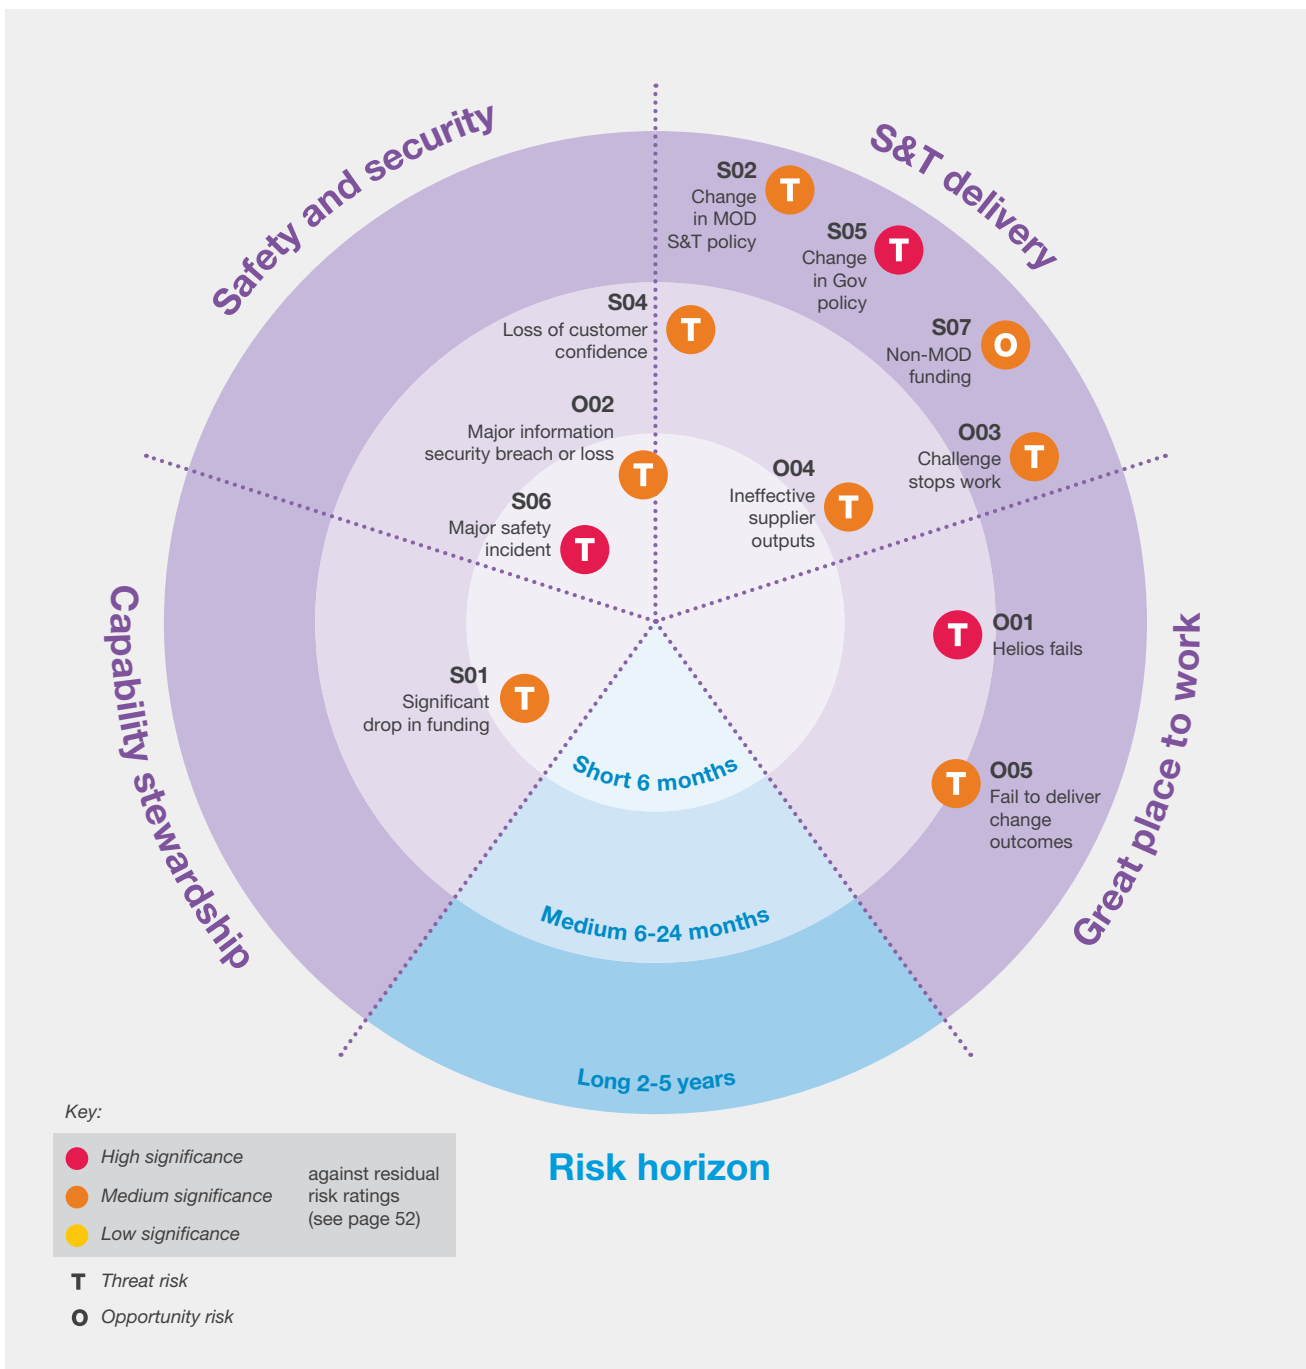 Safety and security
S&T delivery
S02
Change
in MOD
S&T policy
T
S05
Change
in Gov
policy
T
S07
Non-MOD
funding
O
S04
Loss of customer
confidence
T
O02
Major information
security breach or loss
T
O03
Challenge
stops work
T
O04
Ineffective
supplier
outputs
T
S06
Major safety
incident
T
Capability stewardship
Great place to work
O01
Helios fails
T
S01
Significant
drop in funding
T
O05
Fail to deliver
change
outcomes
T
Short 6 months
Medium 6-24 months
Long 2-5 years
Risk horizon
Key:
High significance
Medium significance
Low significance
against residual
risk ratings
(see page 52)
T Threat risk
O Opportunity risk